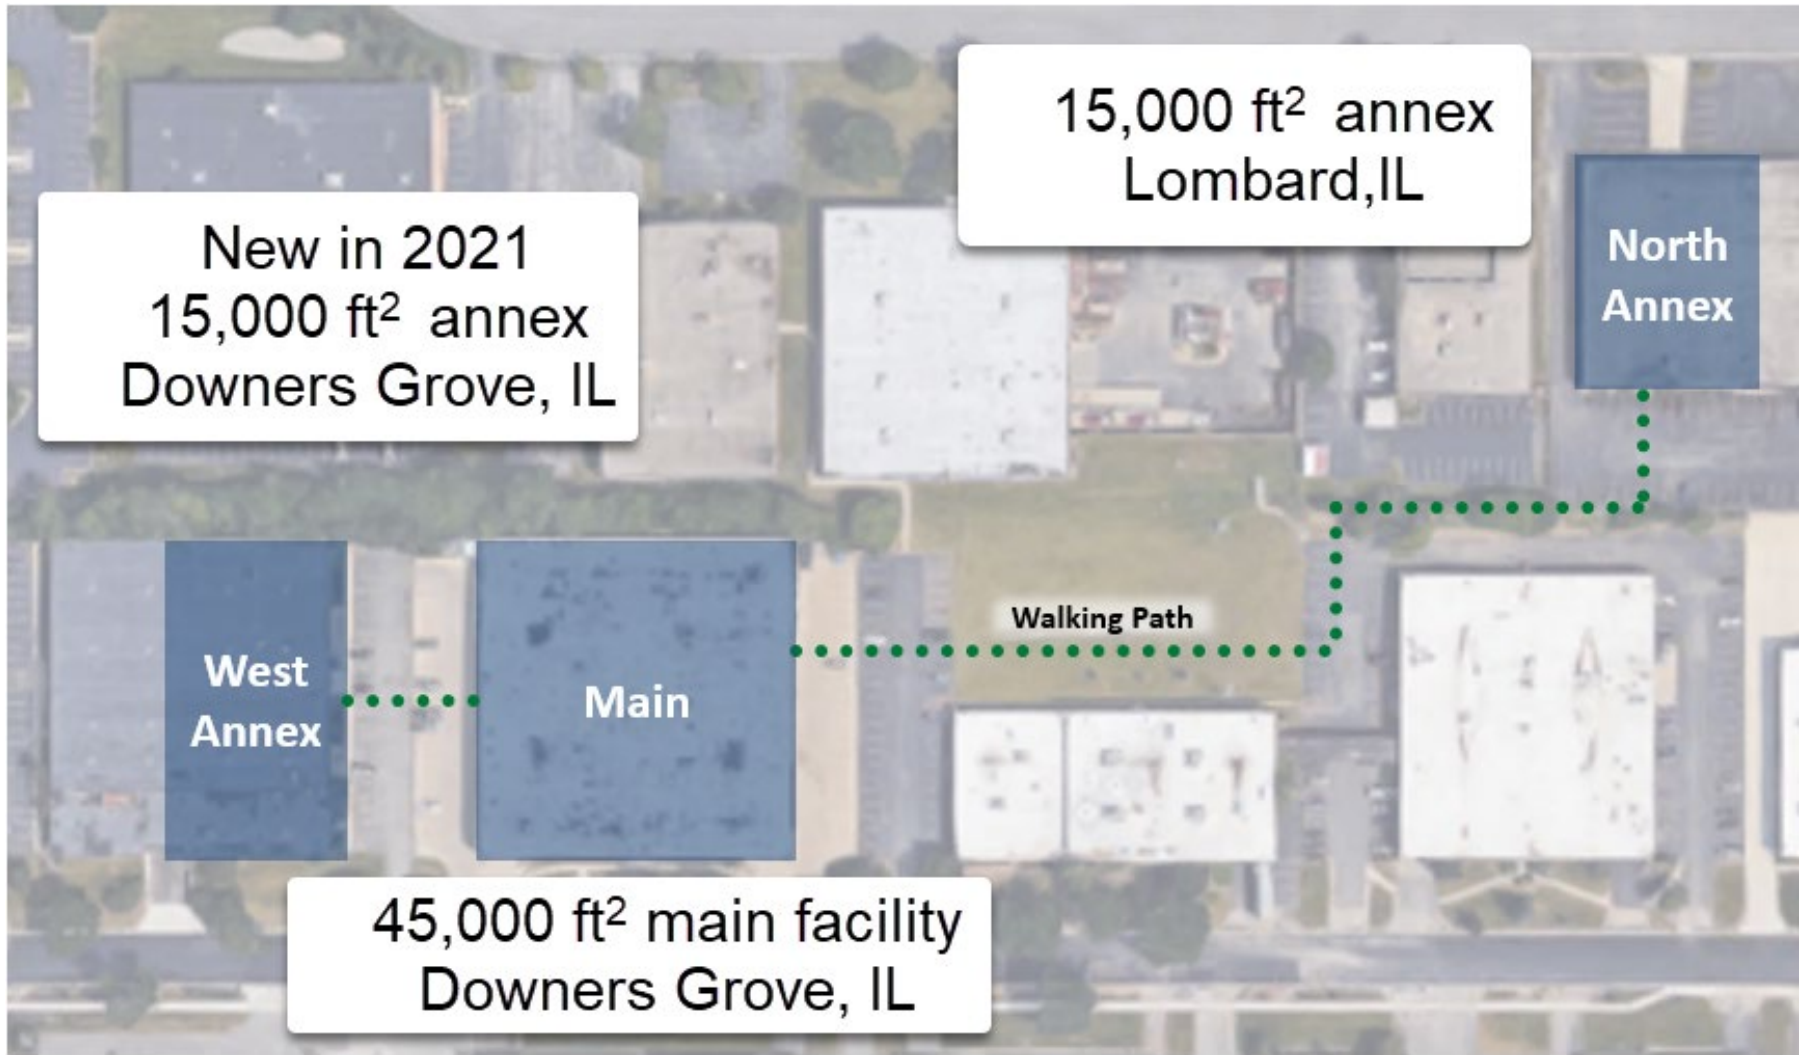 15,000 ft² annex
Lombard,IL
New in 2021
15,000 ft² annex
Downers Grove, IL
North
Annex
Walking Path
West
Annex
Main
45,000 ft² main facility
Downers Grove, IL